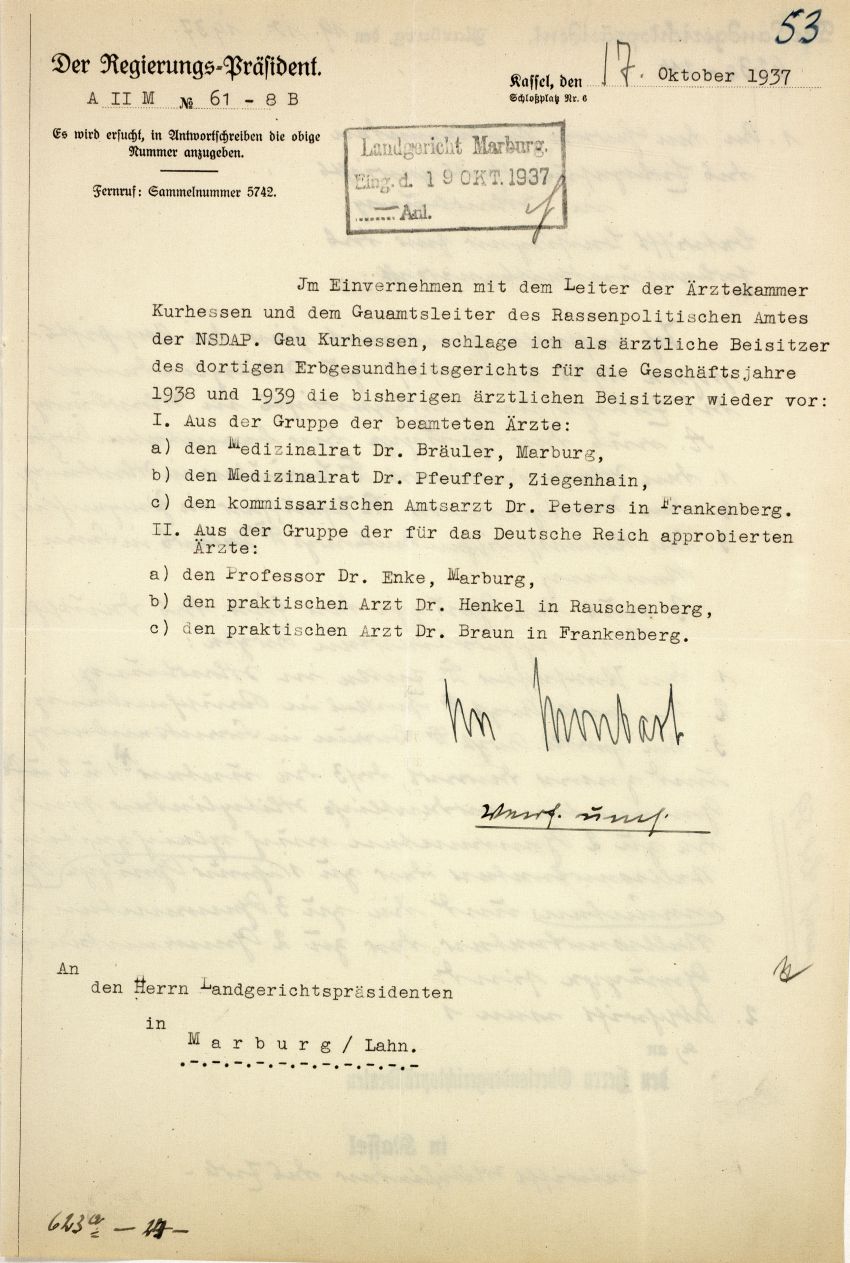 53
Der Regierungs-Präsident.
A II M № 61 - 8 B
Es wird ersucht, in Antwortschreiben die obige
Nummer anzugeben.
Fernruf: Sammelnummer 5742.
Kassel, den 17. Oktober 1937
Schloßplatz Nr. 6
Landgericht Marburg.
Eing. d. 19 OKT. 1937
Anl.
Jm Einvernehmen mit dem Leiter der Ärztekammer
Kurhessen und dem Gauamtsleiter des Rassenpolitischen Amtes
der NSDAP. Gau Kurhessen, schlage ich als ärztliche Beisitzer
des dortigen Erbgesundheitsgerichts für die Geschäftsjahre
1938 und 1939 die bisherigen ärztlichen Beisitzer wieder vor:
I. Aus der Gruppe der beamteten Ärzte:
a) den Medizinalrat Dr. Bräuler, Marburg,
b) den Medizinalrat Dr. Pfeuffer, Ziegenhain,
c) den kommissarischen Amtsarzt Dr. Peters in Frankenberg.
II. Aus der Gruppe der für das Deutsche Reich approbierten
Ärzte:
a) den Professor Dr. Enke, Marburg,
b) den praktischen Arzt Dr. Henkel in Rauschenberg,
c) den praktischen Arzt Dr. Braun in Frankenberg.
Monbart
An
den Herrn Landgerichtspräsidenten
in
Marburg / Lahn.
623a